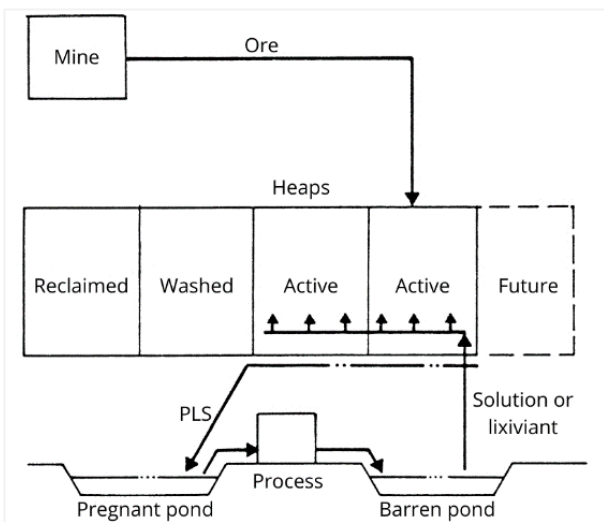 Mine
Ore
Heaps
Reclaimed
Washed
Active
Active
Future
PLS
Solution or
lixiviant
Process
Pregnant pond
Barren pond